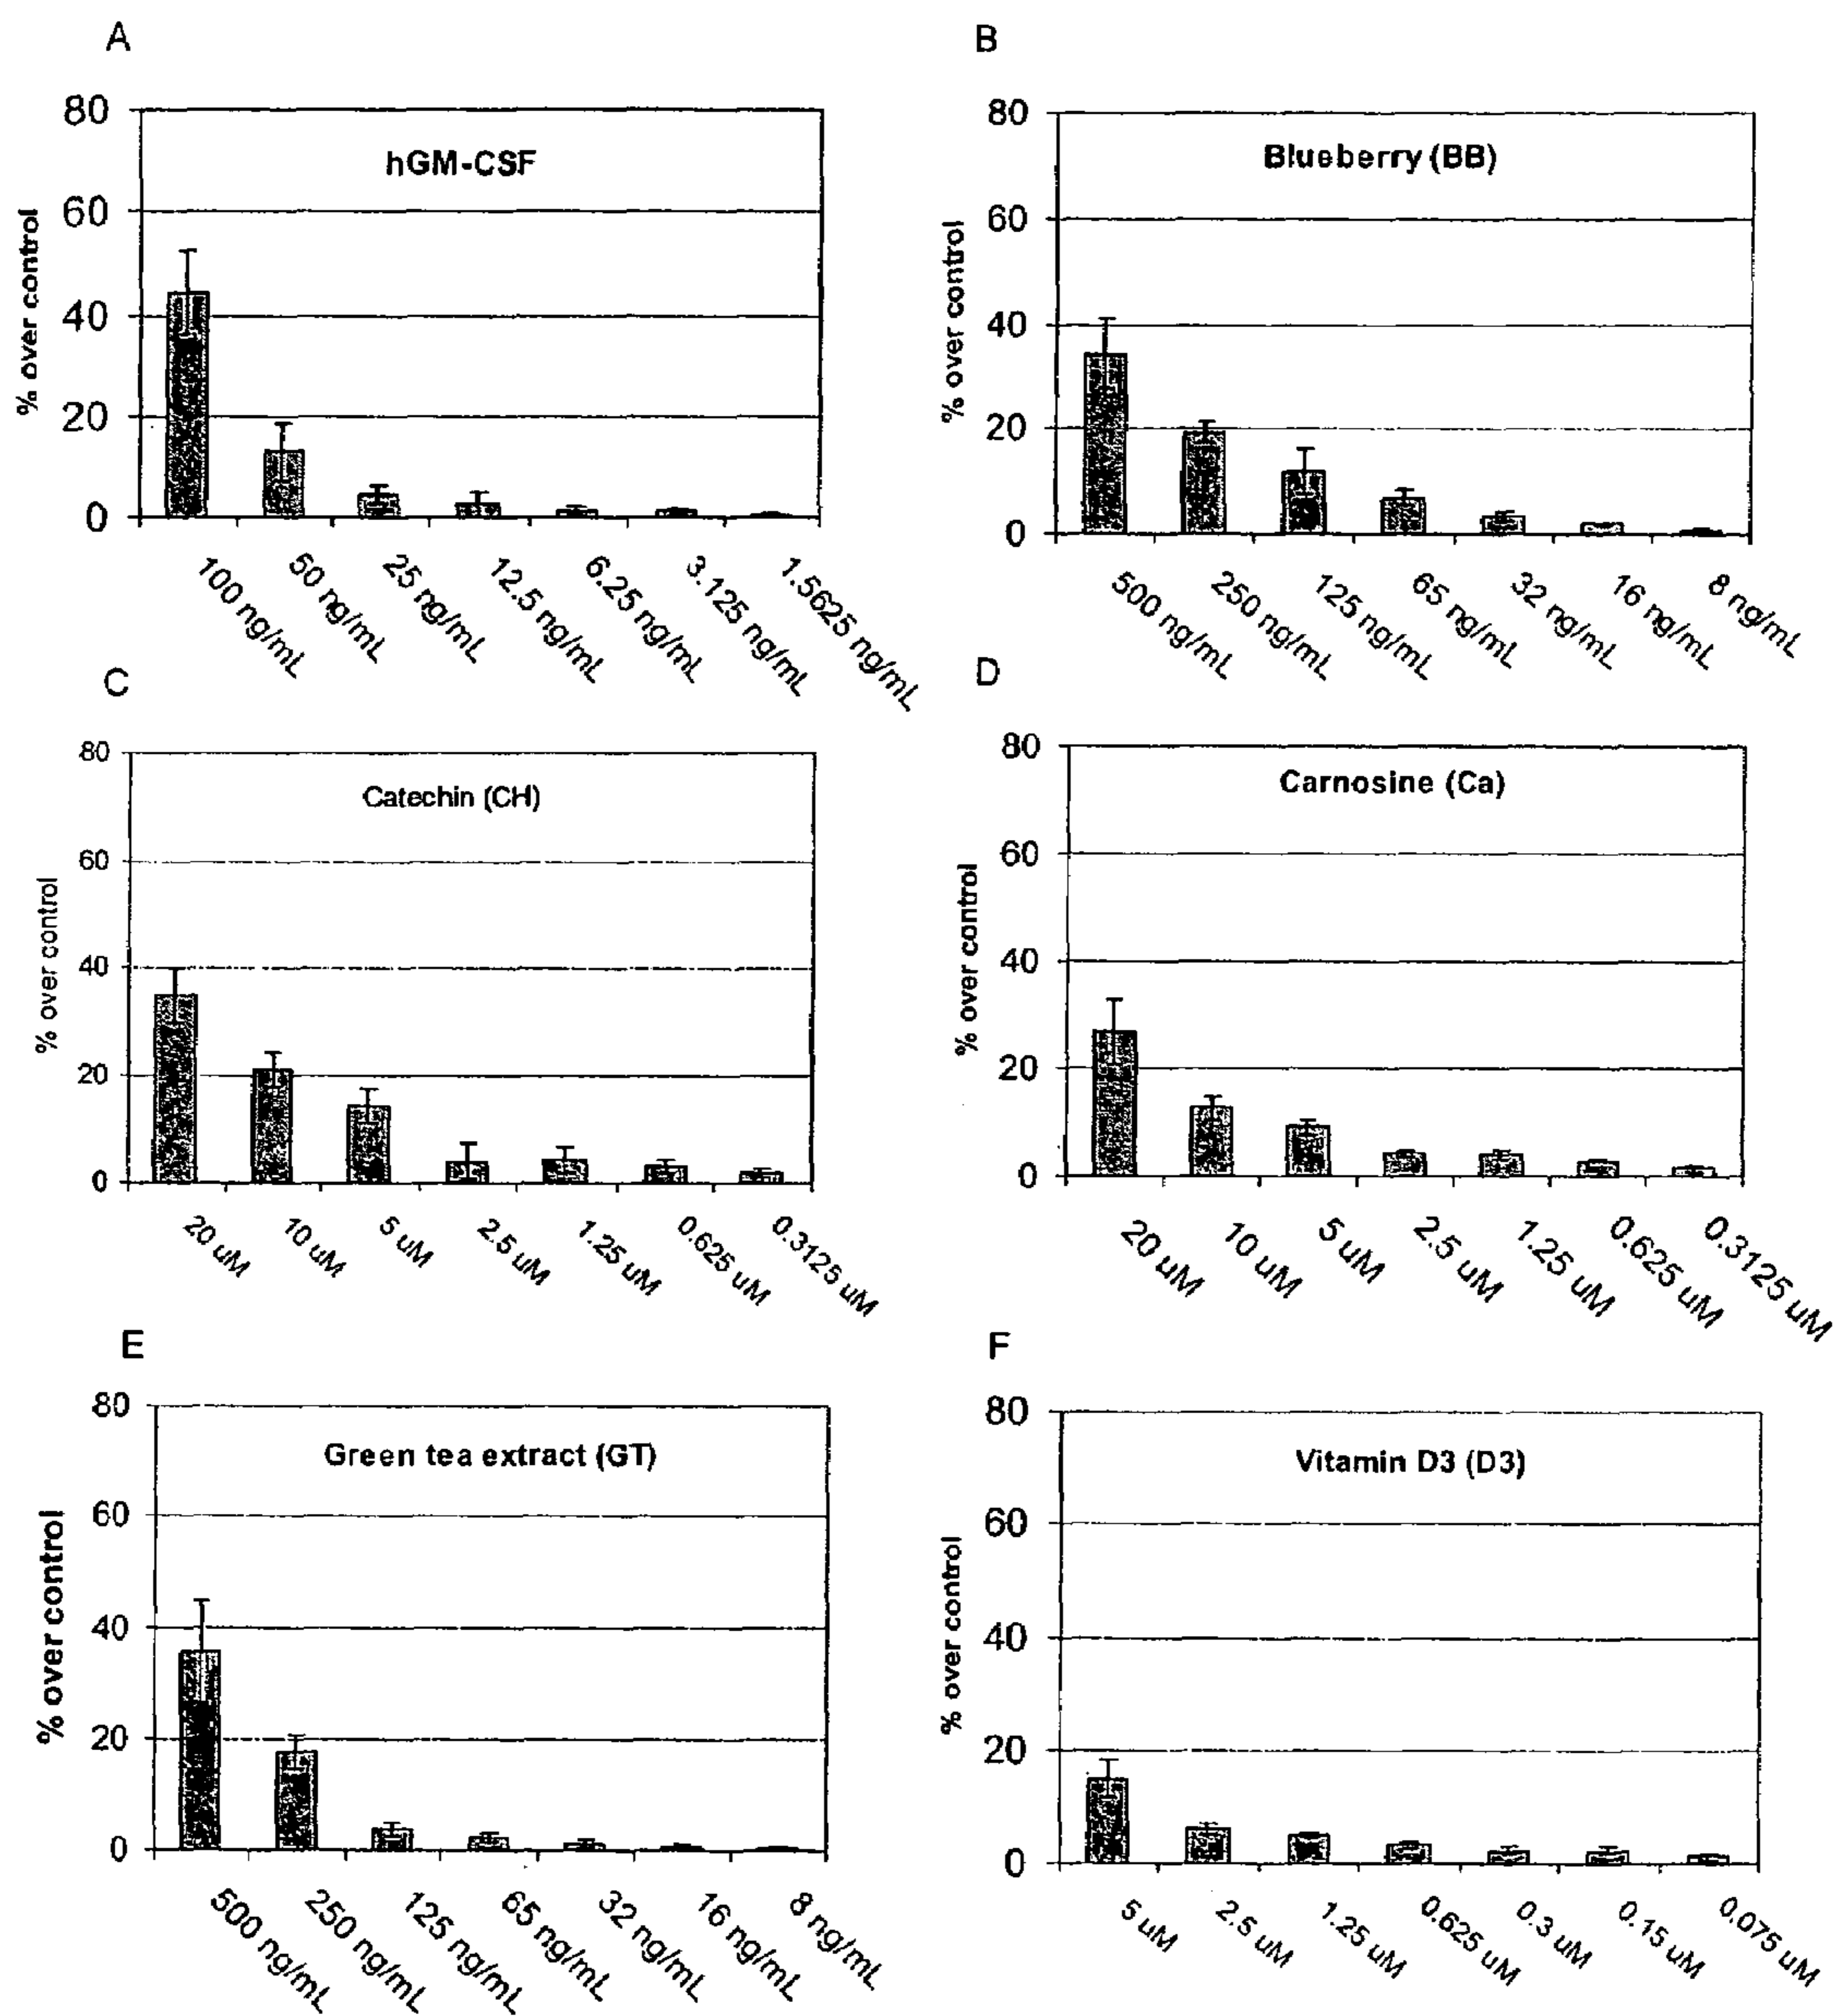 A
hGM-CSF
% over control
80
60
40
20
0
100 ng/mL
50 ng/mL
25 ng/mL
12.5 ng/mL
6.25 ng/mL
3.125 ng/mL
1.5625 ng/mL
B
Blueberry (BB)
% over control
80
60
40
20
0
500 ng/mL
250 ng/mL
125 ng/mL
65 ng/mL
32 ng/mL
16 ng/mL
8 ng/mL
C
Catechin (CH)
% over control
80
60
40
20
0
20 uM
10 uM
5 uM
2.5 uM
1.25 uM
0.625 uM
0.3125 uM
D
Carnosine (Ca)
% over control
80
60
40
20
0
20 uM
10 uM
5 uM
2.5 uM
1.25 uM
0.625 uM
0.3125 uM
E
Green tea extract (GT)
% over control
80
60
40
20
0
500 ng/mL
250 ng/mL
125 ng/mL
65 ng/mL
32 ng/mL
16 ng/mL
8 ng/mL
F
Vitamin D3 (D3)
% over control
80
60
40
20
0
5 uM
2.5 uM
1.25 uM
0.625 uM
0.3 uM
0.15 uM
0.075 uM